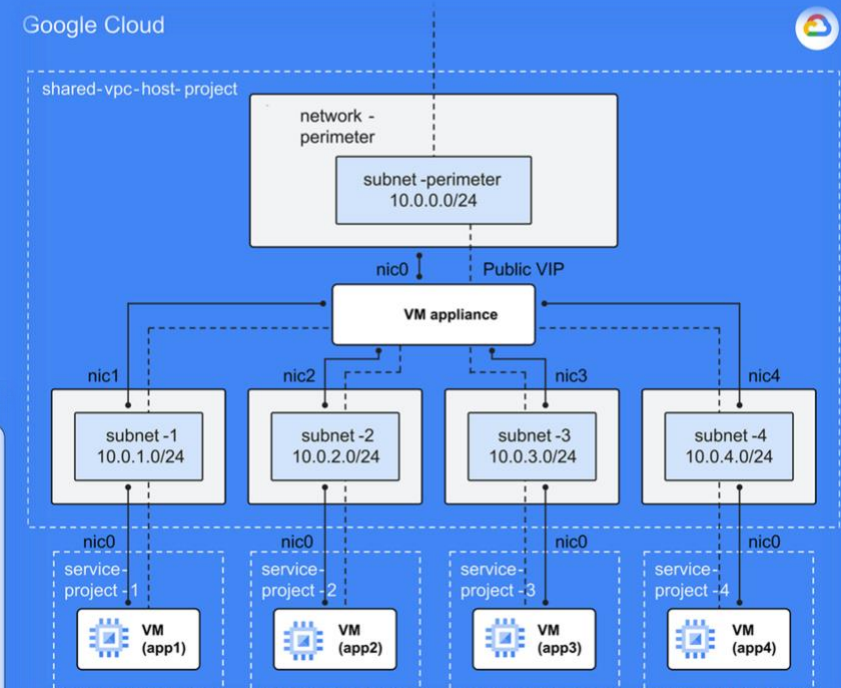 Google Cloud
shared-vpc-host-project
network -
perimeter
subnet -perimeter
10.0.0.0/24
nic0
Public VIP
VM appliance
nic1
nic2
nic3
nic4
subnet -1
10.0.1.0/24
subnet -2
10.0.2.0/24
subnet -3
10.0.3.0/24
subnet -4
10.0.4.0/24
nic0
nic0
nic0
nic0
service-
project -1
service-
project -2
service-
project -3
service-
project -4
VM
(app1)
VM
(app2)
VM
(app3)
VM
(app4)